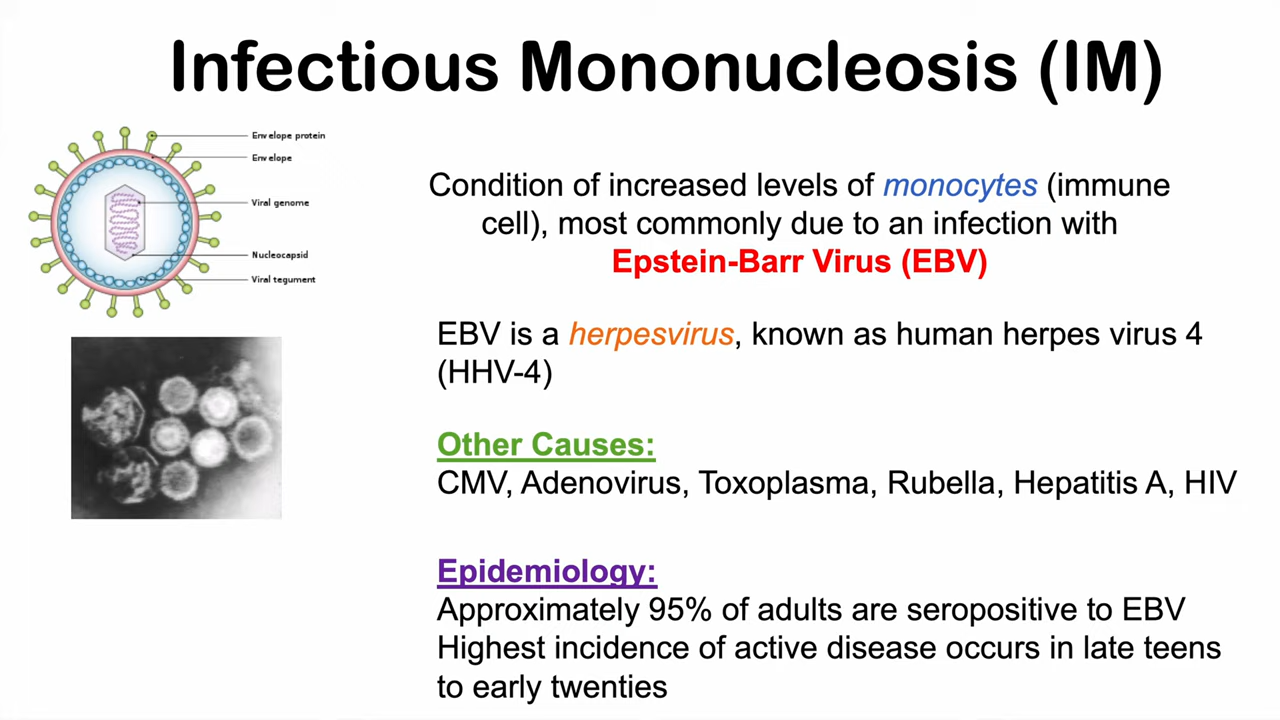 Infectious Mononucleosis (IM)
Envelope protein
Envelope
Viral genome
Nucleocapsid
Viral tegument
Condition of increased levels of monocytes (immune
cell), most commonly due to an infection with
Epstein-Barr Virus (EBV)
EBV is a herpesvirus, known as human herpes virus 4
(HHV-4)
Other Causes:
CMV, Adenovirus, Toxoplasma, Rubella, Hepatitis A, HIV
Epidemiology:
Approximately 95% of adults are seropositive to EBV
Highest incidence of active disease occurs in late teens
to early twenties